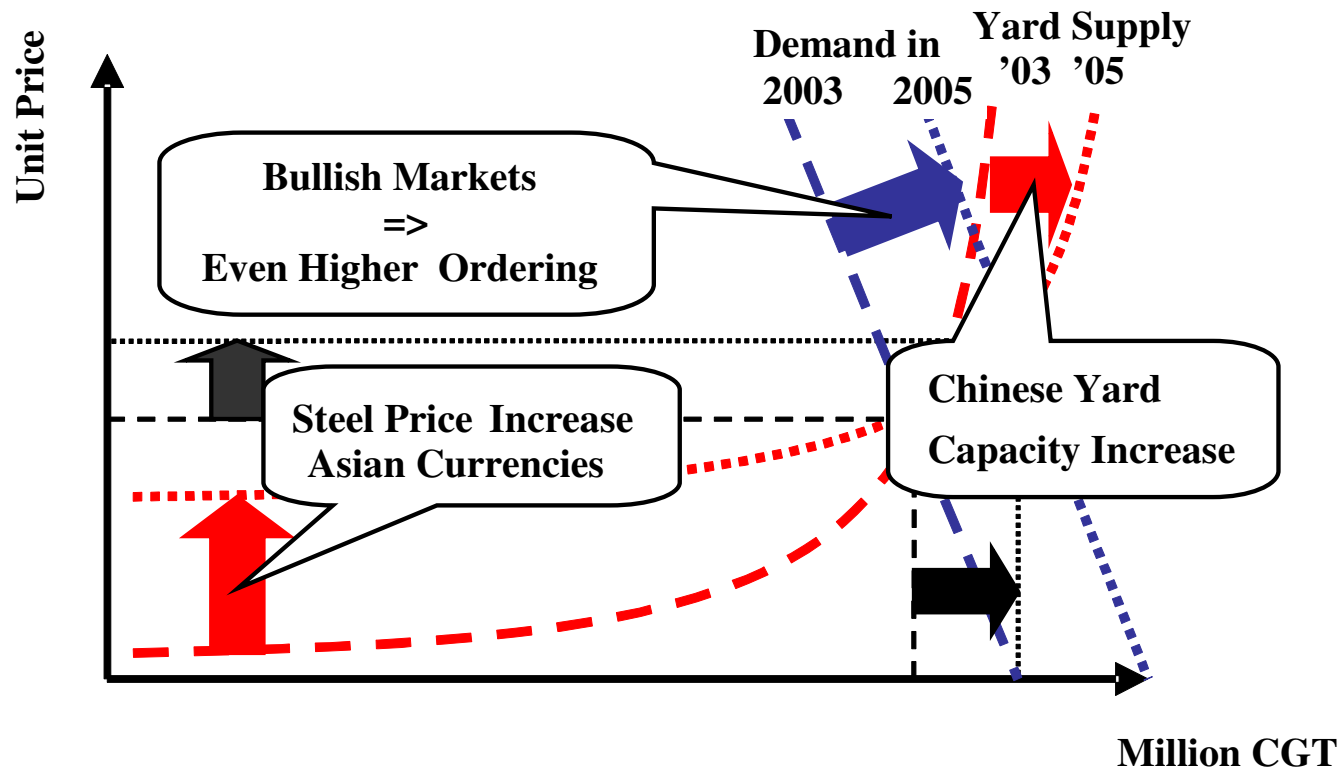 Unit Price
Demand in
2003 2005
Yard Supply
’03 ’05
Bullish Markets
=>
Even Higher Ordering
Steel Price Increase
Asian Currencies
Chinese Yard
Capacity Increase
Million CGT